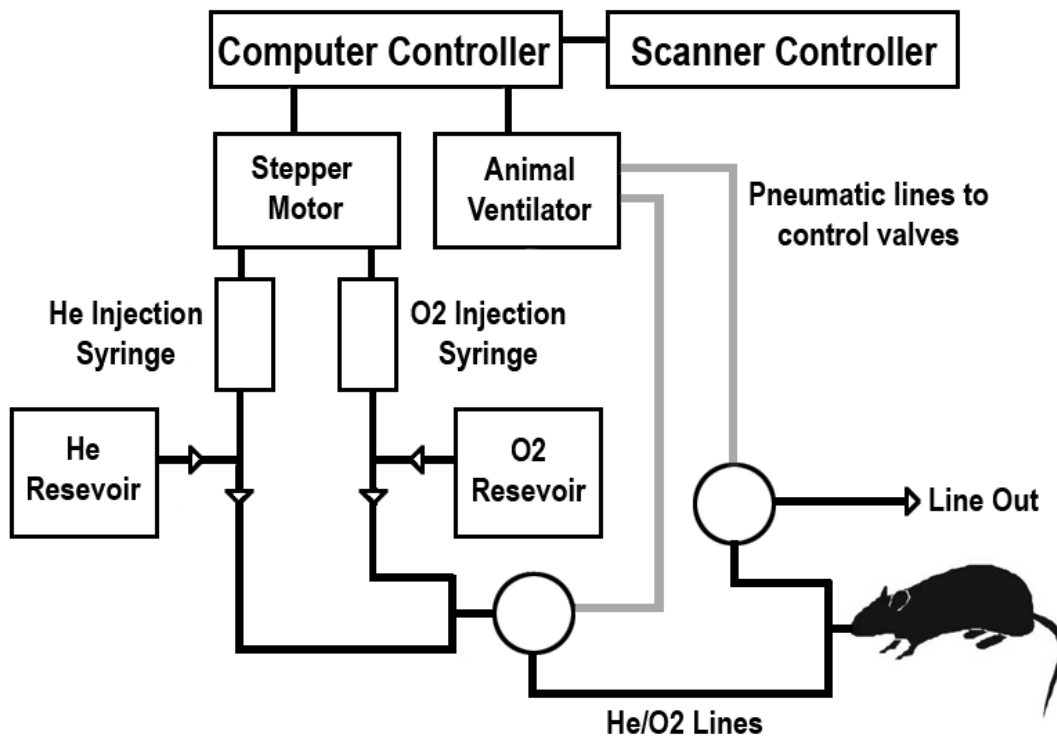 Computer Controller
Scanner Controller
Stepper
Motor
Animal
Ventilator
Pneumatic lines to
control valves
He Injection
Syringe
O2 Injection
Syringe
He
Resevoir
O2
Resevoir
Line Out
He/O2 Lines